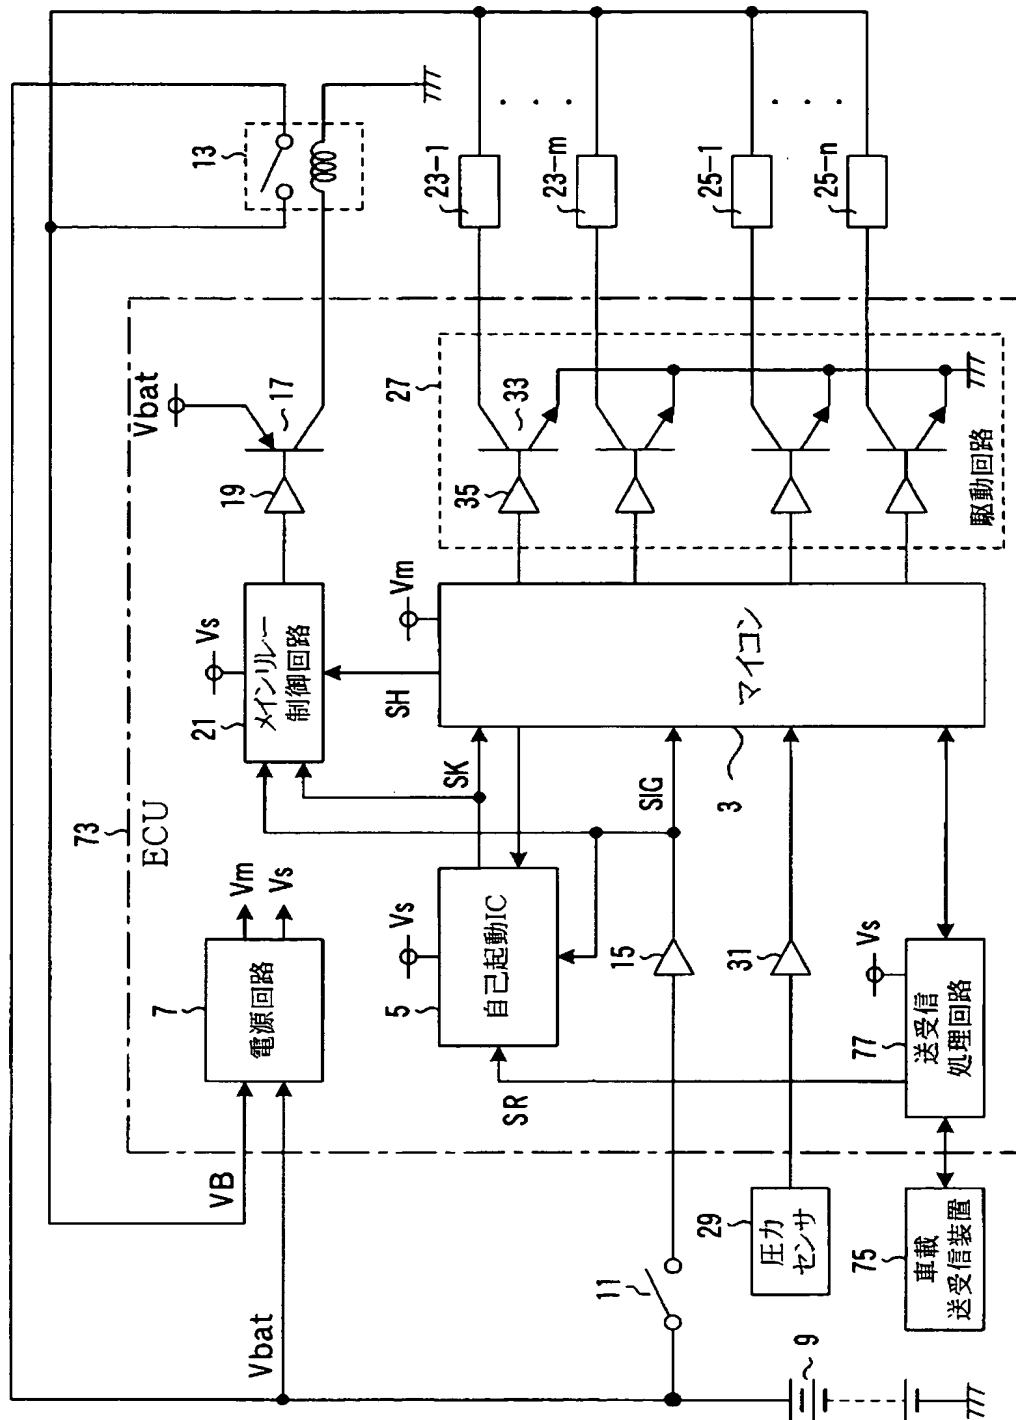 Vbat
VB
73
ECU
7
電源回路
Vm
Vs
Vs
21
メインリレー
制御回路
19
Vbat
17
13
5
自己起動IC
Vs
SR
SK
SH
Vm
15
SIG
3
マイコン
27
35
33
駆動回路
23-1
. . .
23-m
25-1
. . .
25-n
11
9
29
圧力
センサ
31
75
車載
送受信装置
77
送受信
処理回路
Vs